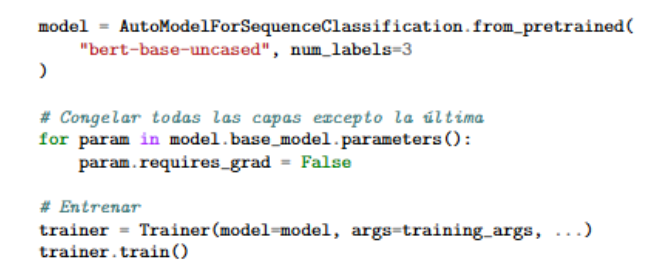 model = AutoModelForSequenceClassification.from_pretrained(
    "bert-base-uncased", num_labels=3
)

# Congelar todas las capas excepto la última
for param in model.base_model.parameters():
    param.requires_grad = False

# Entrenar
trainer = Trainer(model=model, args=training_args, ...)
trainer.train()